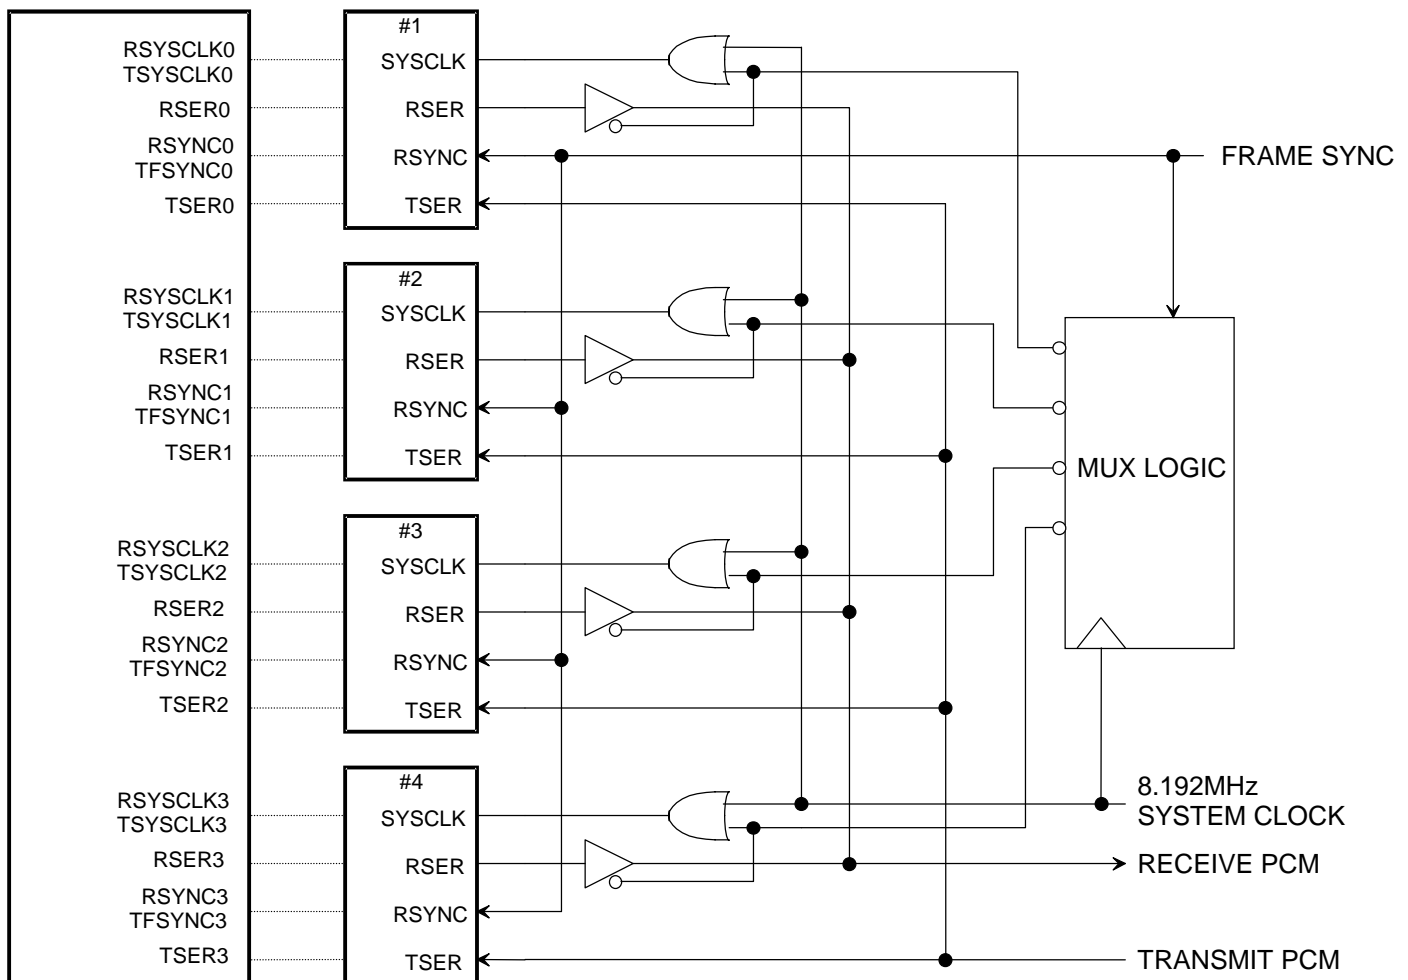 RSYSCLK0
TSYSCLK0
RSER0
RSYNC0
TFSYNC0
TSER0
#1
SYSCLK
RSER
RSYNC
TSER
FRAME SYNC
RSYSCLK1
TSYSCLK1
RSER1
RSYNC1
TFSYNC1
TSER1
#2
SYSCLK
RSER
RSYNC
TSER
MUX LOGIC
RSYSCLK2
TSYSCLK2
RSER2
RSYNC2
TFSYNC2
TSER2
#3
SYSCLK
RSER
RSYNC
TSER
RSYSCLK3
TSYSCLK3
RSER3
RSYNC3
TFSYNC3
TSER3
#4
SYSCLK
RSER
RSYNC
TSER
8.192MHz
SYSTEM CLOCK
RECEIVE PCM
TRANSMIT PCM